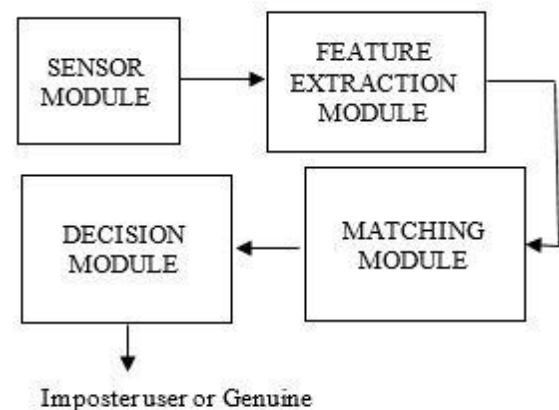 SENSOR
MODULE
FEATURE
EXTRACTION
MODULE
MATCHING
MODULE
DECISION
MODULE
Imposter user or Genuine